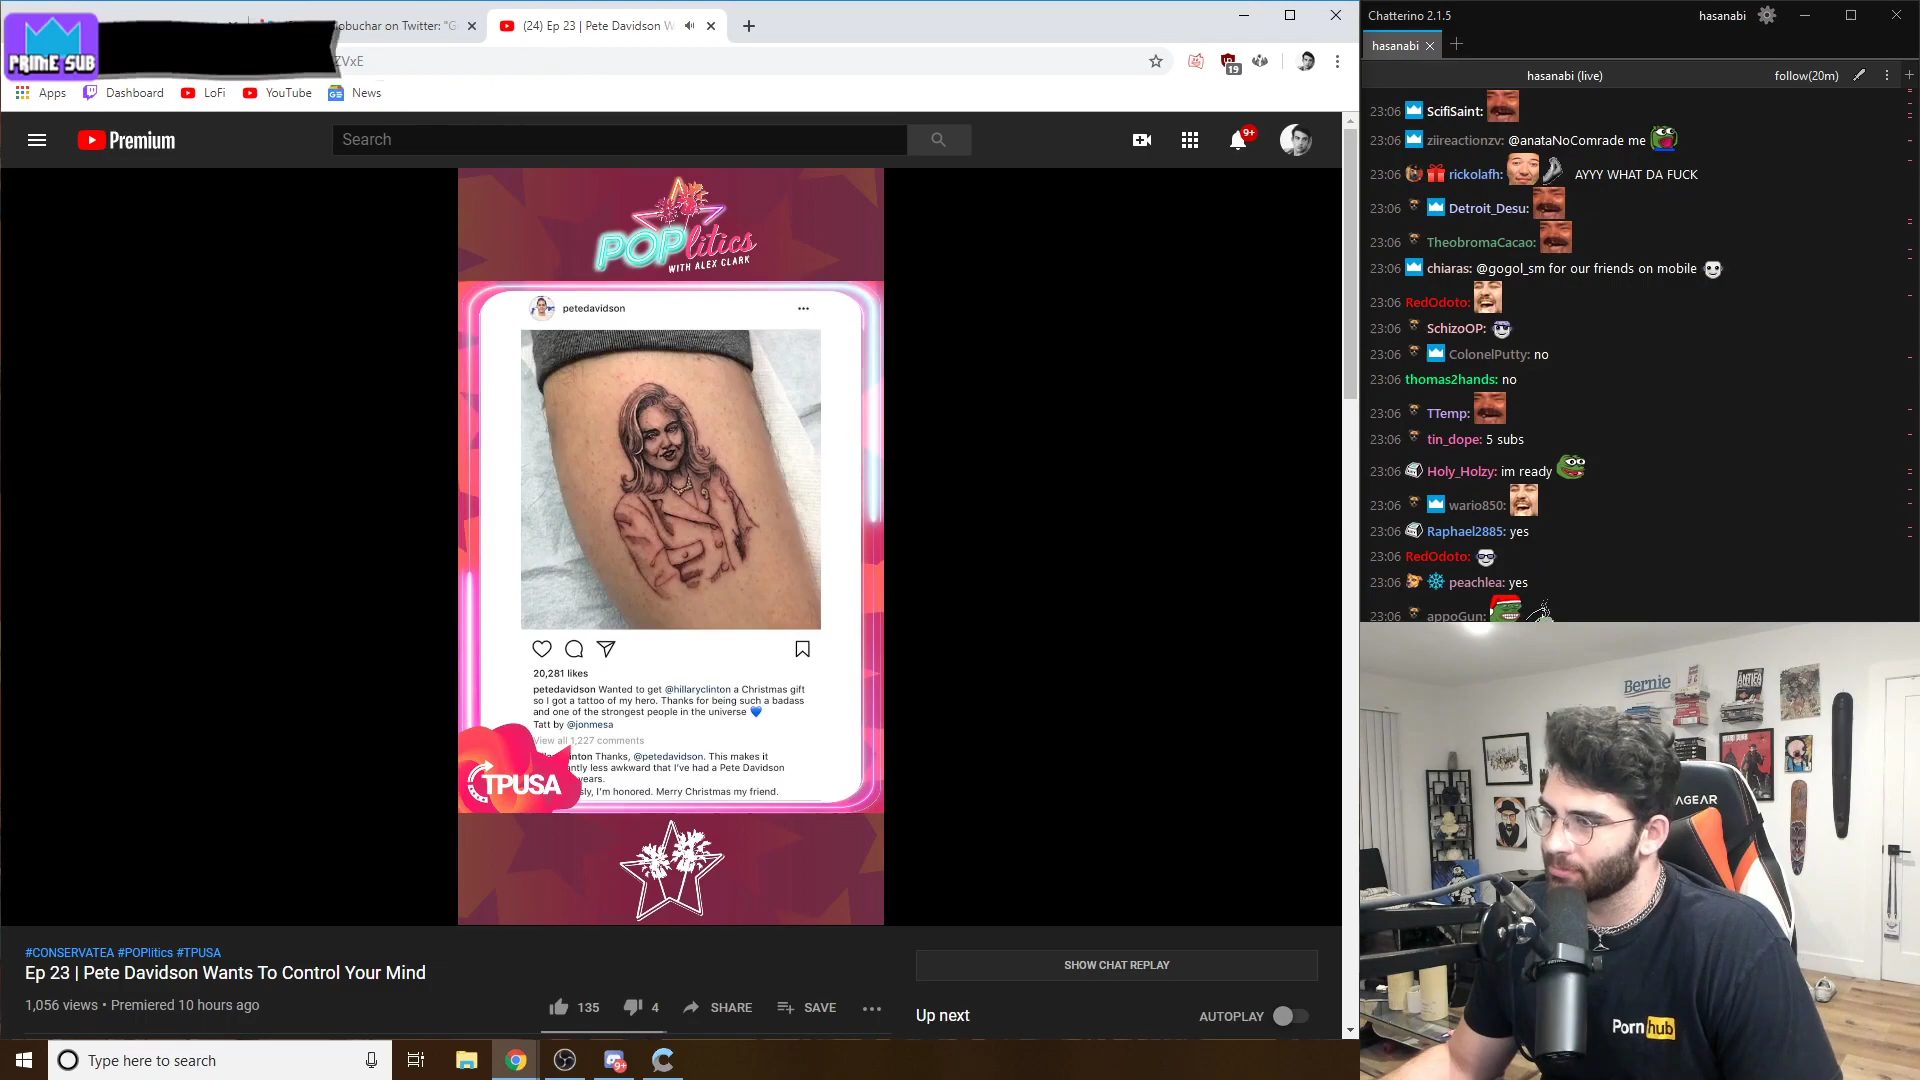 PRIME SUB
obuchar on Twitter: "G
(24) Ep 23 | Pete Davidson W
ZVxE
19
Apps
Dashboard
LoFi
YouTube
News
Premium
Search
9+
POPlitics
WITH ALEX CLARK
petedavidson
20,281 likes
petedavidson Wanted to get @hillaryclinton a Christmas gift
so I got a tattoo of my hero. Thanks for being such a badass
and one of the strongest people in the universe 💙
Tatt by @jonmesa
View all 1,227 comments
inton Thanks, @petedavidson. This makes it
antly less awkward that I've had a Pete Davidson
years.
sly, I'm honored. Merry Christmas my friend.
TPUSA
#CONSERVATEA #POPlitics #TPUSA
Ep 23 | Pete Davidson Wants To Control Your Mind
1,056 views • Premiered 10 hours ago
135
4
SHARE
SAVE
SHOW CHAT REPLAY
Up next
AUTOPLAY
Type here to search
9+
Chatterino 2.1.5
hasanabi
hasanabi
hasanabi (live)
follow(20m)
23:06 ScifiSaint:
23:06 ziireactionzv: @anataNoComrade me
23:06 rickolafh: AYYY WHAT DA FUCK
23:06 Detroit_Desu:
23:06 TheobromaCacao:
23:06 chiaras: @gogol_sm for our friends on mobile
23:06 RedOdoto:
23:06 SchizoOP:
23:06 ColonelPutty: no
23:06 thomas2hands: no
23:06 TTemp:
23:06 tin_dope: 5 subs
23:06 Holy_Holzy: im ready
23:06 wario850:
23:06 Raphael2885: yes
23:06 RedOdoto:
23:06 peachlea: yes
23:06 appoGun:
Bernie
ANTIFA
AGEAR
Pornhub